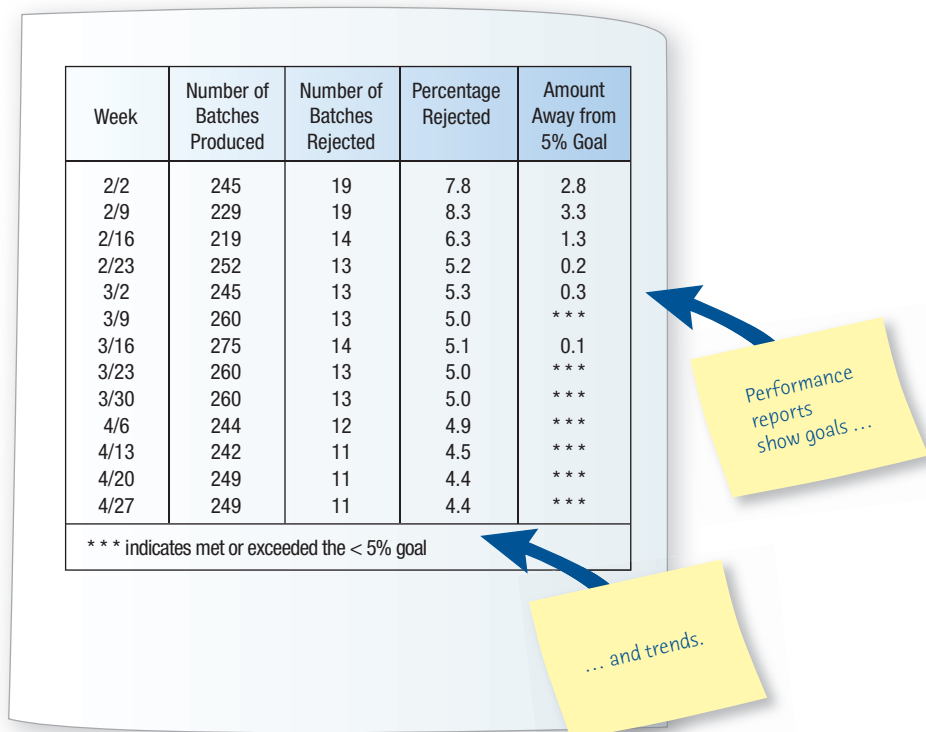 Week Number of Batches Produced Number of Batches Rejected Percentage Rejected Amount Away from 5% Goal
2/2 245 19 7.8 2.8
2/9 229 19 8.3 3.3
2/16 219 14 6.3 1.3
2/23 252 13 5.2 0.2
3/2 245 13 5.3 0.3
3/9 260 13 5.0 * * *
3/16 275 14 5.1 0.1
3/23 260 13 5.0 * * *
3/30 260 13 5.0 * * *
4/6 244 12 4.9 * * *
4/13 242 11 4.5 * * *
4/20 249 11 4.4 * * *
4/27 249 11 4.4 * * *
* * * indicates met or exceeded the < 5% goal
Performance
reports
show goals …
… and trends.